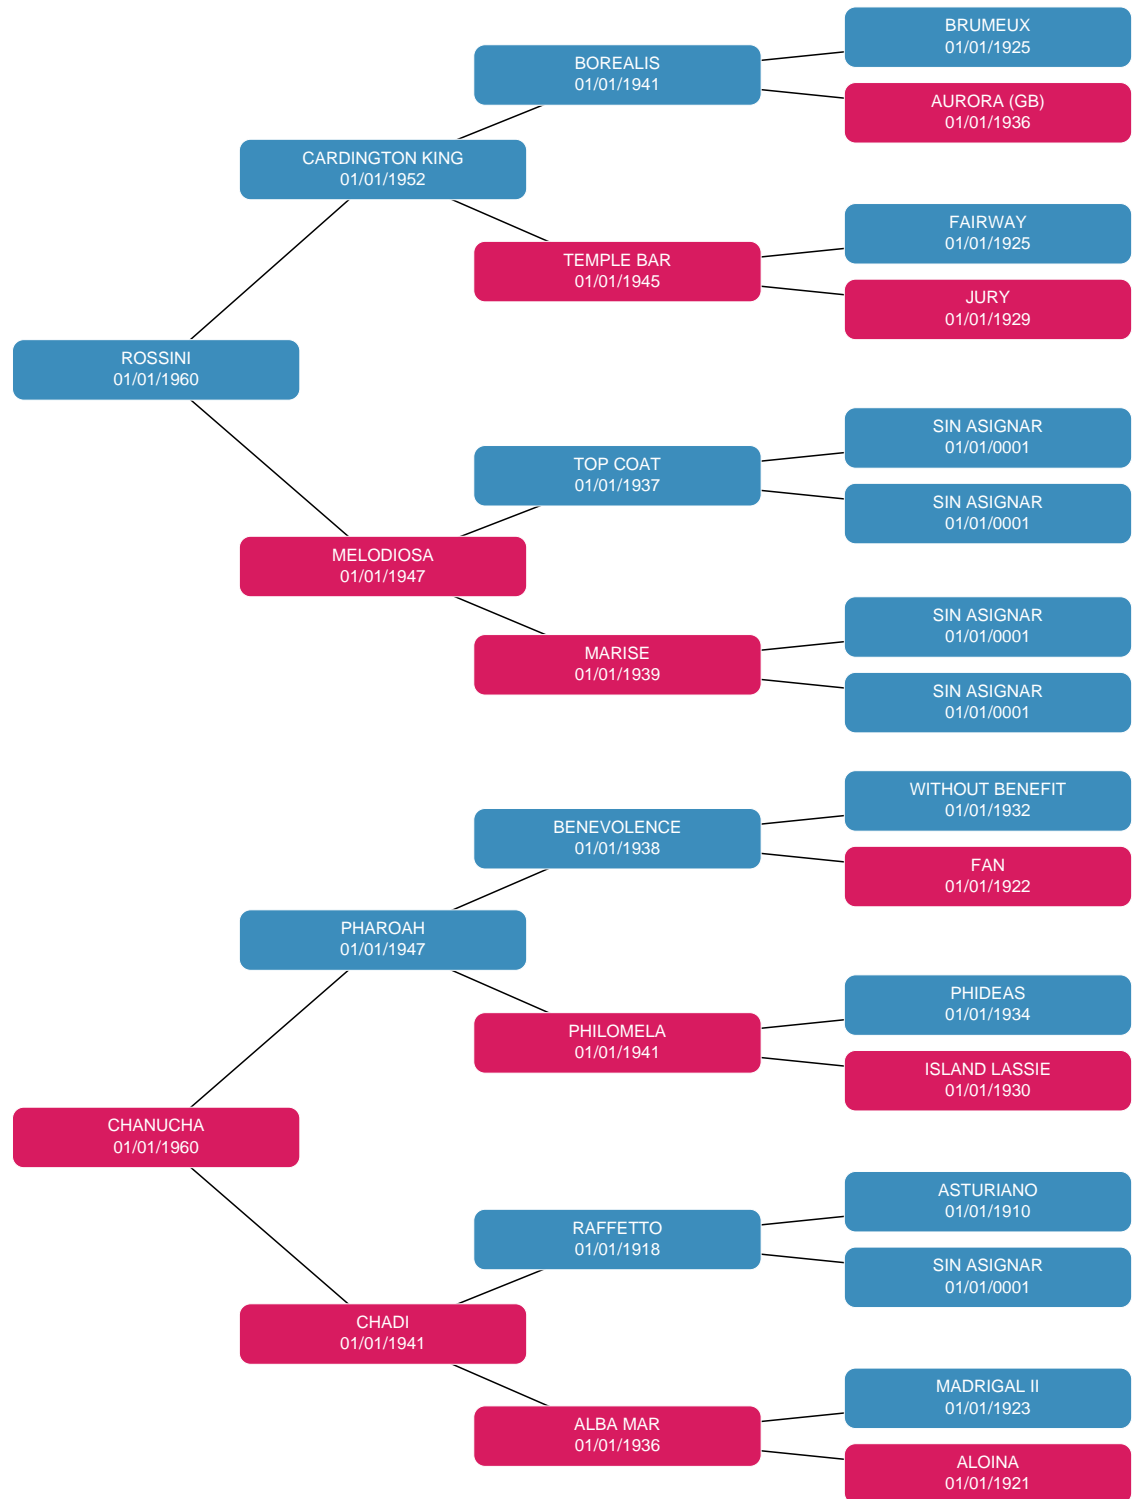 BRUMEUX
01/01/1925
BOREALIS
01/01/1941
AURORA (GB)
01/01/1936
CARDINGTON KING
01/01/1952
FAIRWAY
01/01/1925
TEMPLE BAR
01/01/1945
JURY
01/01/1929
ROSSINI
01/01/1960
SIN ASIGNAR
01/01/0001
TOP COAT
01/01/1937
SIN ASIGNAR
01/01/0001
MELODIOSA
01/01/1947
SIN ASIGNAR
01/01/0001
MARISE
01/01/1939
SIN ASIGNAR
01/01/0001
WITHOUT BENEFIT
01/01/1932
BENEVOLENCE
01/01/1938
FAN
01/01/1922
PHAROAH
01/01/1947
PHIDEAS
01/01/1934
PHILOMELA
01/01/1941
ISLAND LASSIE
01/01/1930
CHANUCHA
01/01/1960
ASTURIANO
01/01/1910
RAFFETTO
01/01/1918
SIN ASIGNAR
01/01/0001
CHADI
01/01/1941
MADRIGAL II
01/01/1923
ALBA MAR
01/01/1936
ALOINA
01/01/1921